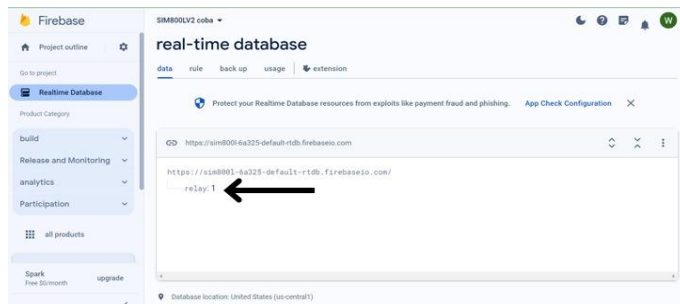 Firebase
SIM800LV2 coba
W
Project outline
real-time database
data rule back up usage extension
Go to project
Realtime Database
Product Category
Protect your Realtime Database resources from exploits like payment fraud and phishing. App Check Configuration
build
https://sim800l-6a325-default-rtdb.firebaseio.com
Release and Monitoring
https://sim800l-6a325-default-rtdb.firebaseio.com/
analytics
relay: 1
Participation
all products
Spark
Free $0/month
upgrade
Database location: United States (us-central1)